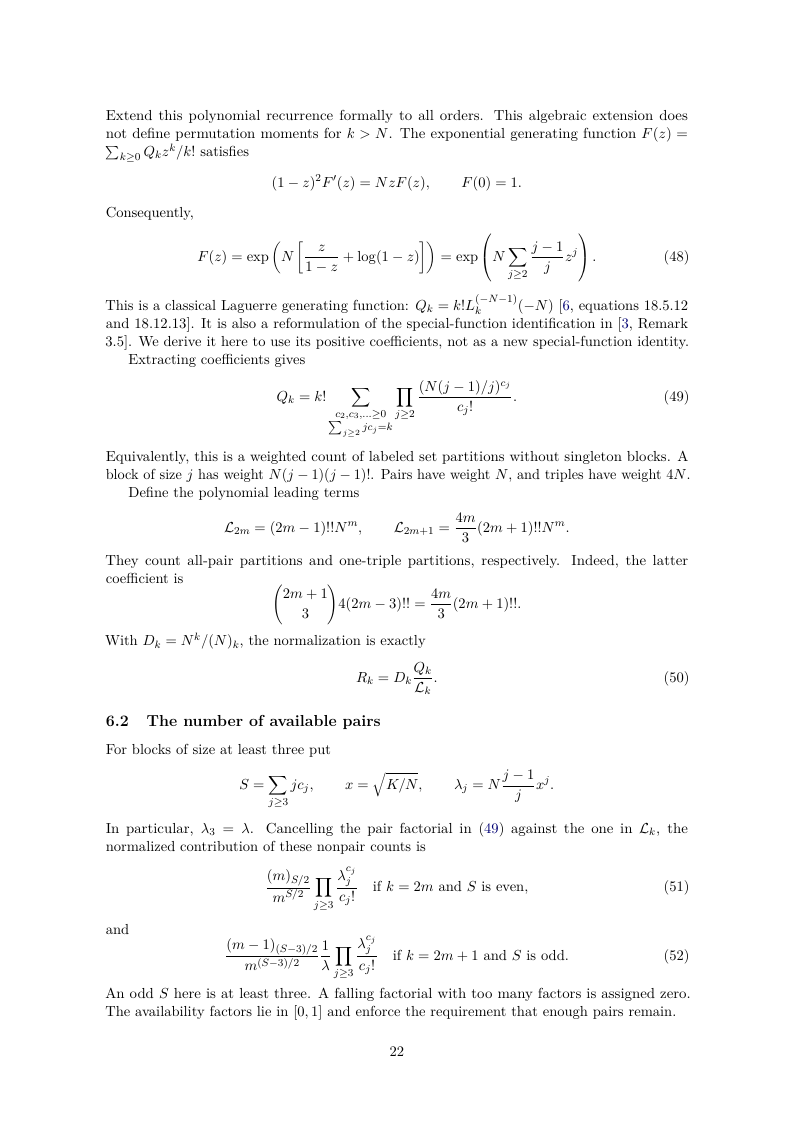 Extend this polynomial recurrence formally to all orders. This algebraic extension does
not define permutation moments for k > N. The exponential generating function F(z) =
∑_{k≥0} Q_k z^k/k! satisfies
(1 − z)²F′(z) = NzF(z), F(0) = 1.
Consequently,
F(z) = exp(N[z/(1 − z) + log(1 − z)]) = exp(N ∑_{j≥2} (j − 1)/j z^j). (48)
This is a classical Laguerre generating function: Q_k = k!L_k^{(−N−1)}(−N) [6, equations 18.5.12
and 18.12.13]. It is also a reformulation of the special-function identification in [3, Remark
3.5]. We derive it here to use its positive coefficients, not as a new special-function identity.
Extracting coefficients gives
Q_k = k! ∑_{c_2,c_3,...≥0, ∑_{j≥2} jc_j=k} ∏_{j≥2} (N(j − 1)/j)^{c_j}/c_j!. (49)
Equivalently, this is a weighted count of labeled set partitions without singleton blocks. A
block of size j has weight N(j − 1)(j − 1)!. Pairs have weight N, and triples have weight 4N.
Define the polynomial leading terms
ℒ_{2m} = (2m − 1)!!N^m, ℒ_{2m+1} = 4m/3 (2m + 1)!!N^m.
They count all-pair partitions and one-triple partitions, respectively. Indeed, the latter
coefficient is
(2m + 1 choose 3) 4(2m − 3)!! = 4m/3 (2m + 1)!!.
With D_k = N^k/(N)_k, the normalization is exactly
R_k = D_k Q_k/ℒ_k. (50)
6.2 The number of available pairs
For blocks of size at least three put
S = ∑_{j≥3} jc_j, x = √(K/N), λ_j = N (j − 1)/j x^j.
In particular, λ_3 = λ. Cancelling the pair factorial in (49) against the one in ℒ_k, the
normalized contribution of these nonpair counts is
(m)_{S/2}/m^{S/2} ∏_{j≥3} λ_j^{c_j}/c_j! if k = 2m and S is even, (51)
and
(m − 1)_{(S−3)/2}/m^{(S−3)/2} 1/λ ∏_{j≥3} λ_j^{c_j}/c_j! if k = 2m + 1 and S is odd. (52)
An odd S here is at least three. A falling factorial with too many factors is assigned zero.
The availability factors lie in [0, 1] and enforce the requirement that enough pairs remain.
22